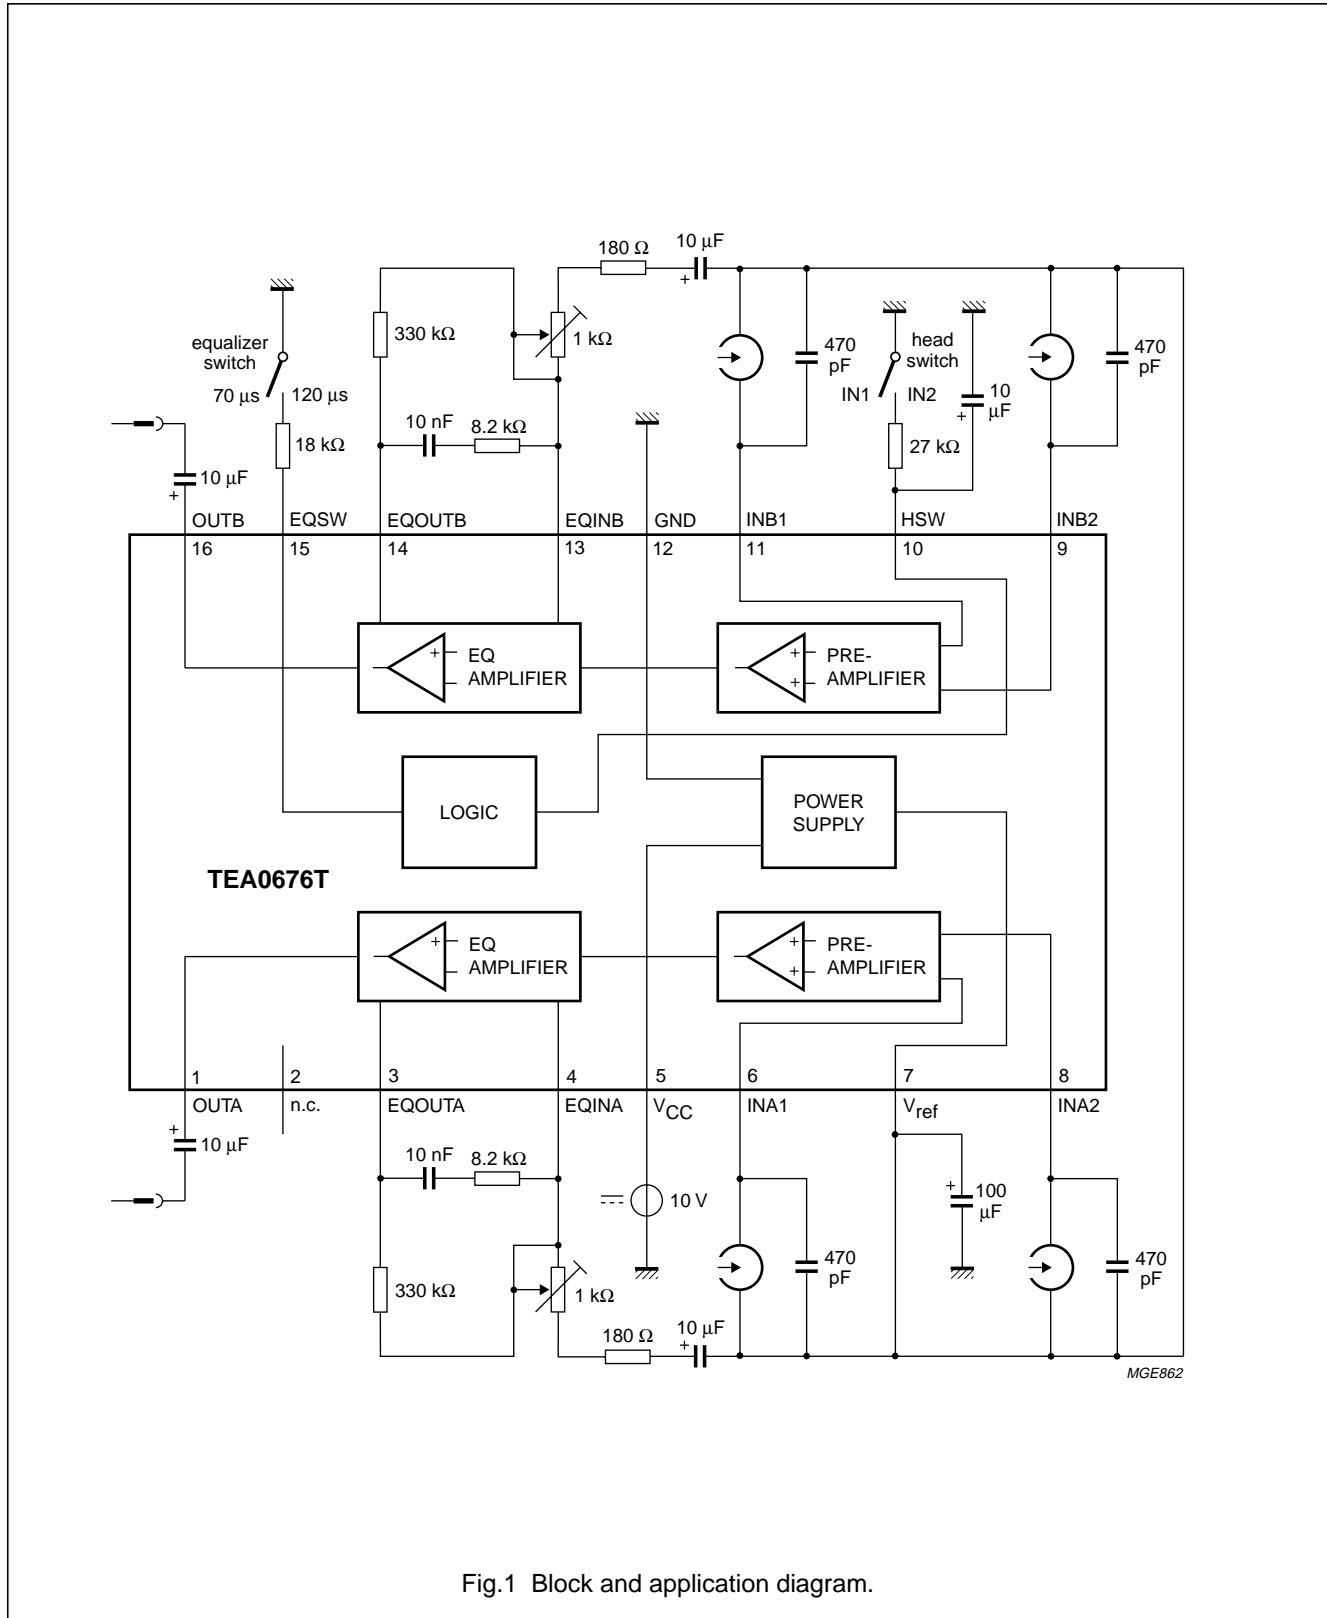 180 Ω
10 μF
+
330 kΩ
1 kΩ
470
pF
head
switch
470
pF
equalizer
switch
70 μs
120 μs
IN1
IN2
10
μF
+
10 nF
8.2 kΩ
18 kΩ
27 kΩ
10 μF
+
OUTB
EQSW
EQOUTB
EQINB
GND
INB1
HSW
INB2
16
15
14
13
12
11
10
9
+
EQ
AMPLIFIER
+
+
PRE-
AMPLIFIER
LOGIC
POWER
SUPPLY
TEA0676T
+
EQ
AMPLIFIER
+
+
PRE-
AMPLIFIER
1
2
3
4
5
6
7
8
OUTA
n.c.
EQOUTA
EQINA
VCC
INA1
Vref
INA2
+
10 μF
10 nF
8.2 kΩ
10 V
+
100
μF
330 kΩ
1 kΩ
470
pF
470
pF
180 Ω
10 μF
+
MGE862
Fig.1 Block and application diagram.